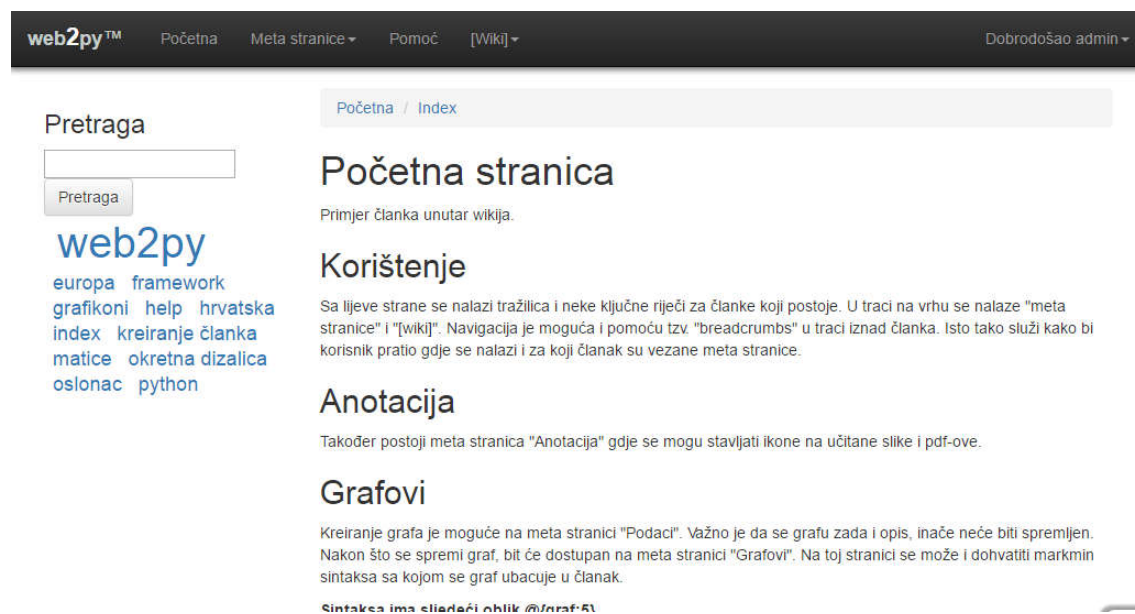 web2py™ Početna Meta stranice Pomoć [Wiki] Dobrodošao admin
Početna / Index
Pretraga
Pretraga
web2py
europa framework
grafikoni help hrvatska
index kreiranje članka
matice okretna dizalica
oslonac python
Početna stranica
Primjer članka unutar wikija.
Korištenje
Sa lijeve strane se nalazi tražilica i neke ključne riječi za članke koji postoje. U traci na vrhu se nalaze "meta
stranice" i "[wiki]". Navigacija je moguća i pomoću tzv. "breadcrumbs" u traci iznad članka. Isto tako služi kako bi
korisnik pratio gdje se nalazi i za koji članak su vezane meta stranice.
Anotacija
Također postoji meta stranica "Anotacija" gdje se mogu stavljati ikone na učitane slike i pdf-ove.
Grafovi
Kreiranje grafa je moguće na meta stranici "Podaci". Važno je da se grafu zada i opis, inače neće biti spremljen.
Nakon što se spremi graf, bit će dostupan na meta stranici "Grafovi". Na toj stranici se može i dohvatiti markmin
sintaksa sa kojom se graf ubacuje u članak.
Sintaksa ima sljedeći oblik @{graf:5}